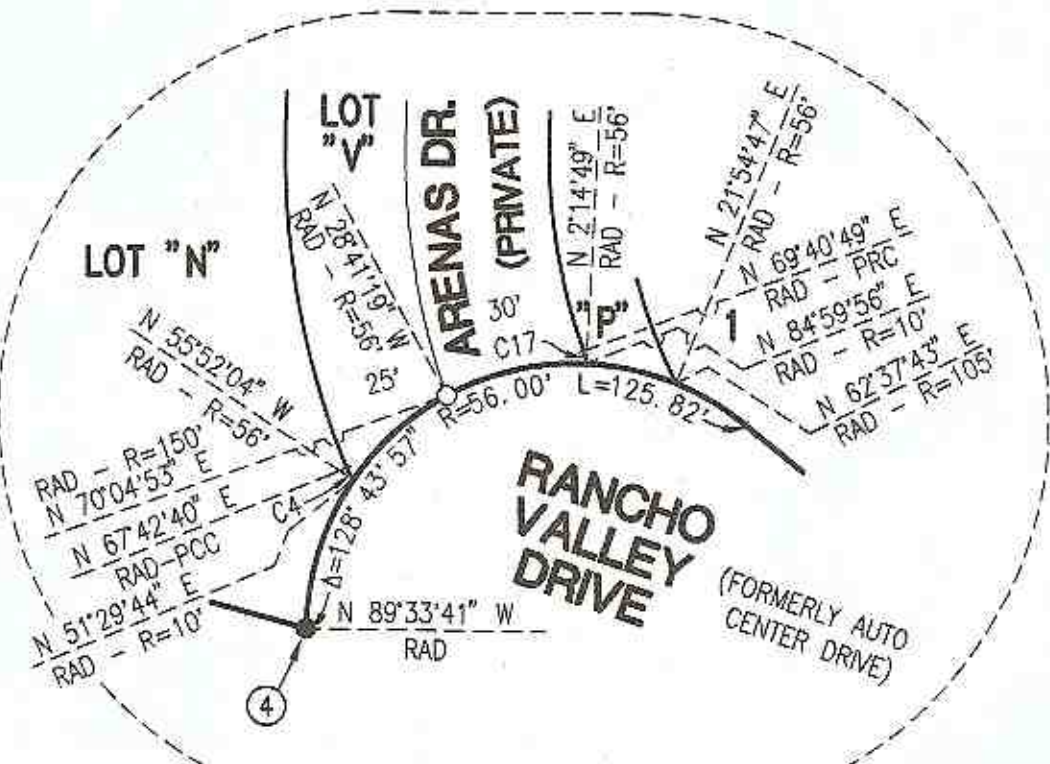 LOT
"V"
ARENAS DR.
(PRIVATE)
N 2°14'49" E
RAD - R=56'
N 21°54'47" E
RAD - R=56'
LOT "N"
N 28°41'19" W
RAD - R=56'
30'
"P"
1
N 69°40'49" E
RAD - PRC
N 84°59'56" E
RAD - R=10'
N 62°37'43" E
RAD - R=105'
N 55°52'04" W
RAD - R=56'
25'
C17
R=56.00'
L=125.82'
Δ=128°43'57"
RAD - R=150'
N 70°04'53" E
N 67°42'40" E
RAD-PCC
C4
N 51°29'44" E
RAD - R=10'
N 89°33'41" W
RAD
4
RANCHO
VALLEY
DRIVE
(FORMERLY AUTO
CENTER DRIVE)